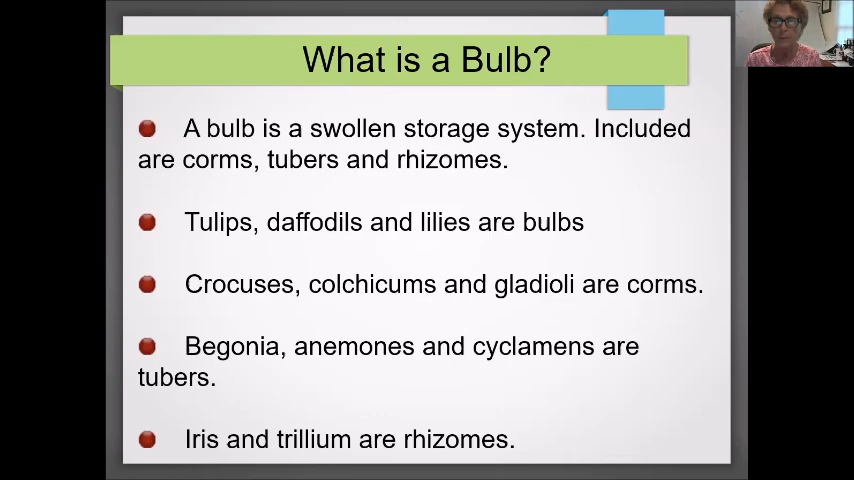 What is a Bulb?
A bulb is a swollen storage system. Included
are corms, tubers and rhizomes.
Tulips, daffodils and lilies are bulbs
Crocuses, colchicums and gladioli are corms.
Begonia, anemones and cyclamens are
tubers.
Iris and trillium are rhizomes.